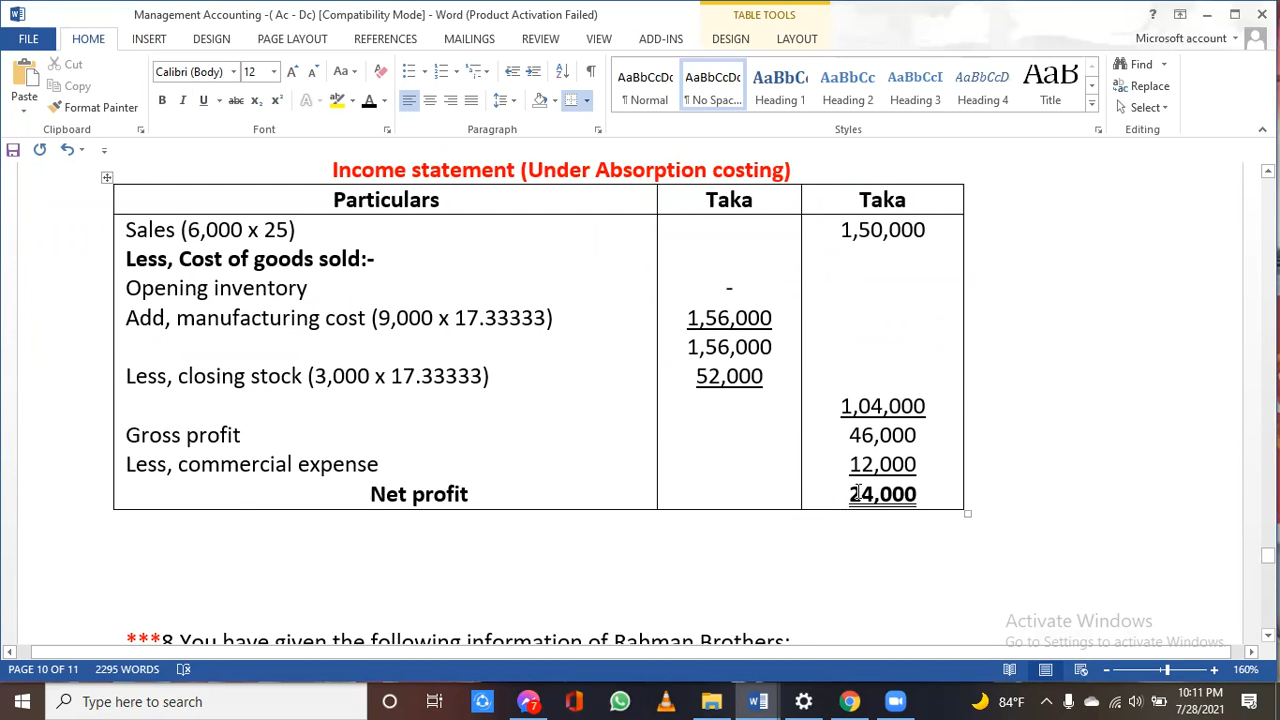 Management Accounting -( Ac - Dc) [Compatibility Mode] - Word (Product Activation Failed)
TABLE TOOLS
FILE HOME INSERT DESIGN PAGE LAYOUT REFERENCES MAILINGS REVIEW VIEW ADD-INS DESIGN LAYOUT Microsoft account
Cut
Copy
Format Painter
Paste
Clipboard
Calibri (Body) 12
Font
Paragraph
AaBbCcDc AaBbCcDc AaBbC AaBbCc AaBbCcI AaBbCcD AaB
¶ Normal ¶ No Spac... Heading Heading 2 Heading 3 Heading 4 Title
Styles
Find
Replace
Select
Editing
Income statement (Under Absorption costing)
Particulars Taka Taka
Sales (6,000 x 25) 1,50,000
Less, Cost of goods sold:-
Opening inventory -
Add, manufacturing cost (9,000 x 17.33333) 1,56,000
1,56,000
Less, closing stock (3,000 x 17.33333) 52,000
1,04,000
Gross profit 46,000
Less, commercial expense 12,000
Net profit 24,000
***8 You have given the following information of Rahman Brothers:
Activate Windows
Go to Settings to activate Windows.
PAGE 10 OF 11 2295 WORDS 160%
Type here to search
7
84°F
10:11 PM
7/28/2021